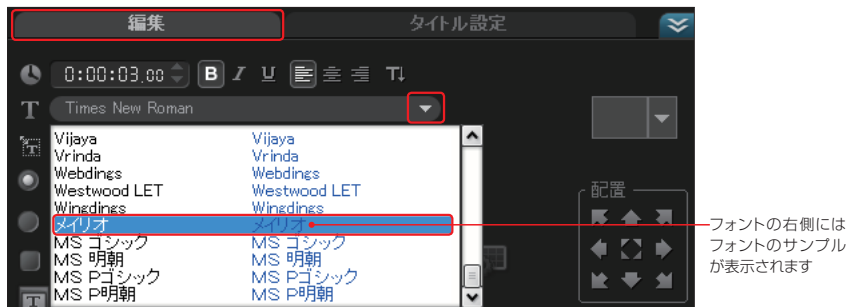 編集
タイトル設定
0:00:03.00 B I U T↓
T Times New Roman
Vijaya Vijaya
Vrinda Vrinda
Webdings Webdings
Westwood LET Westwood LET
Wingdings Wingdings
メイリオ メイリオ
MS ゴシック MS ゴシック
MS 明朝 MS 明朝
MS Pゴシック MS Pゴシック
MS P明朝 MS P明朝
配置
フォントの右側には
フォントのサンプル
が表示されます